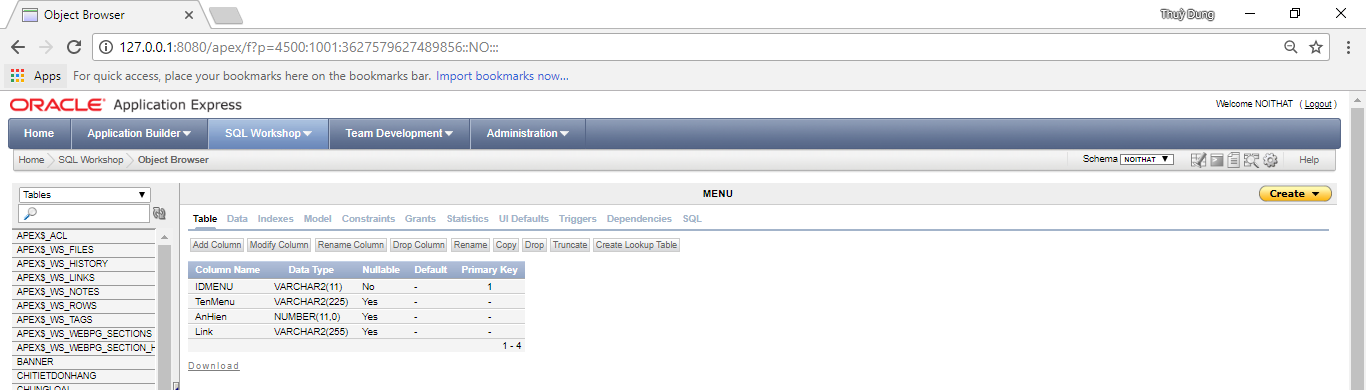 Object Browser
Thuỳ Dung
127.0.0.1:8080/apex/f?p=4500:1001:3627579627489856::NO:::
Apps For quick access, place your bookmarks here on the bookmarks bar. Import bookmarks now...
ORACLE Application Express
Welcome NOITHAT ( Logout )
Home Application Builder SQL Workshop Team Development Administration
Home SQL Workshop Object Browser Schema NOITHAT Help
Tables
MENU
Create
Table Data Indexes Model Constraints Grants Statistics UI Defaults Triggers Dependencies SQL
Add Column Modify Column Rename Column Drop Column Rename Copy Drop Truncate Create Lookup Table
APEX$_ACL
APEX$_WS_FILES
APEX$_WS_HISTORY
APEX$_WS_LINKS
APEX$_WS_NOTES
APEX$_WS_ROWS
APEX$_WS_TAGS
APEX$_WS_WEBPG_SECTIONS
APEX$_WS_WEBPG_SECTION_H
BANNER
CHITIETDONHANG
CHUNGLOAI
Column Name Data Type Nullable Default Primary Key
IDMENU VARCHAR2(11) No - 1
TenMenu VARCHAR2(225) Yes - -
AnHien NUMBER(11,0) Yes - -
Link VARCHAR2(255) Yes - -
1 - 4
Download